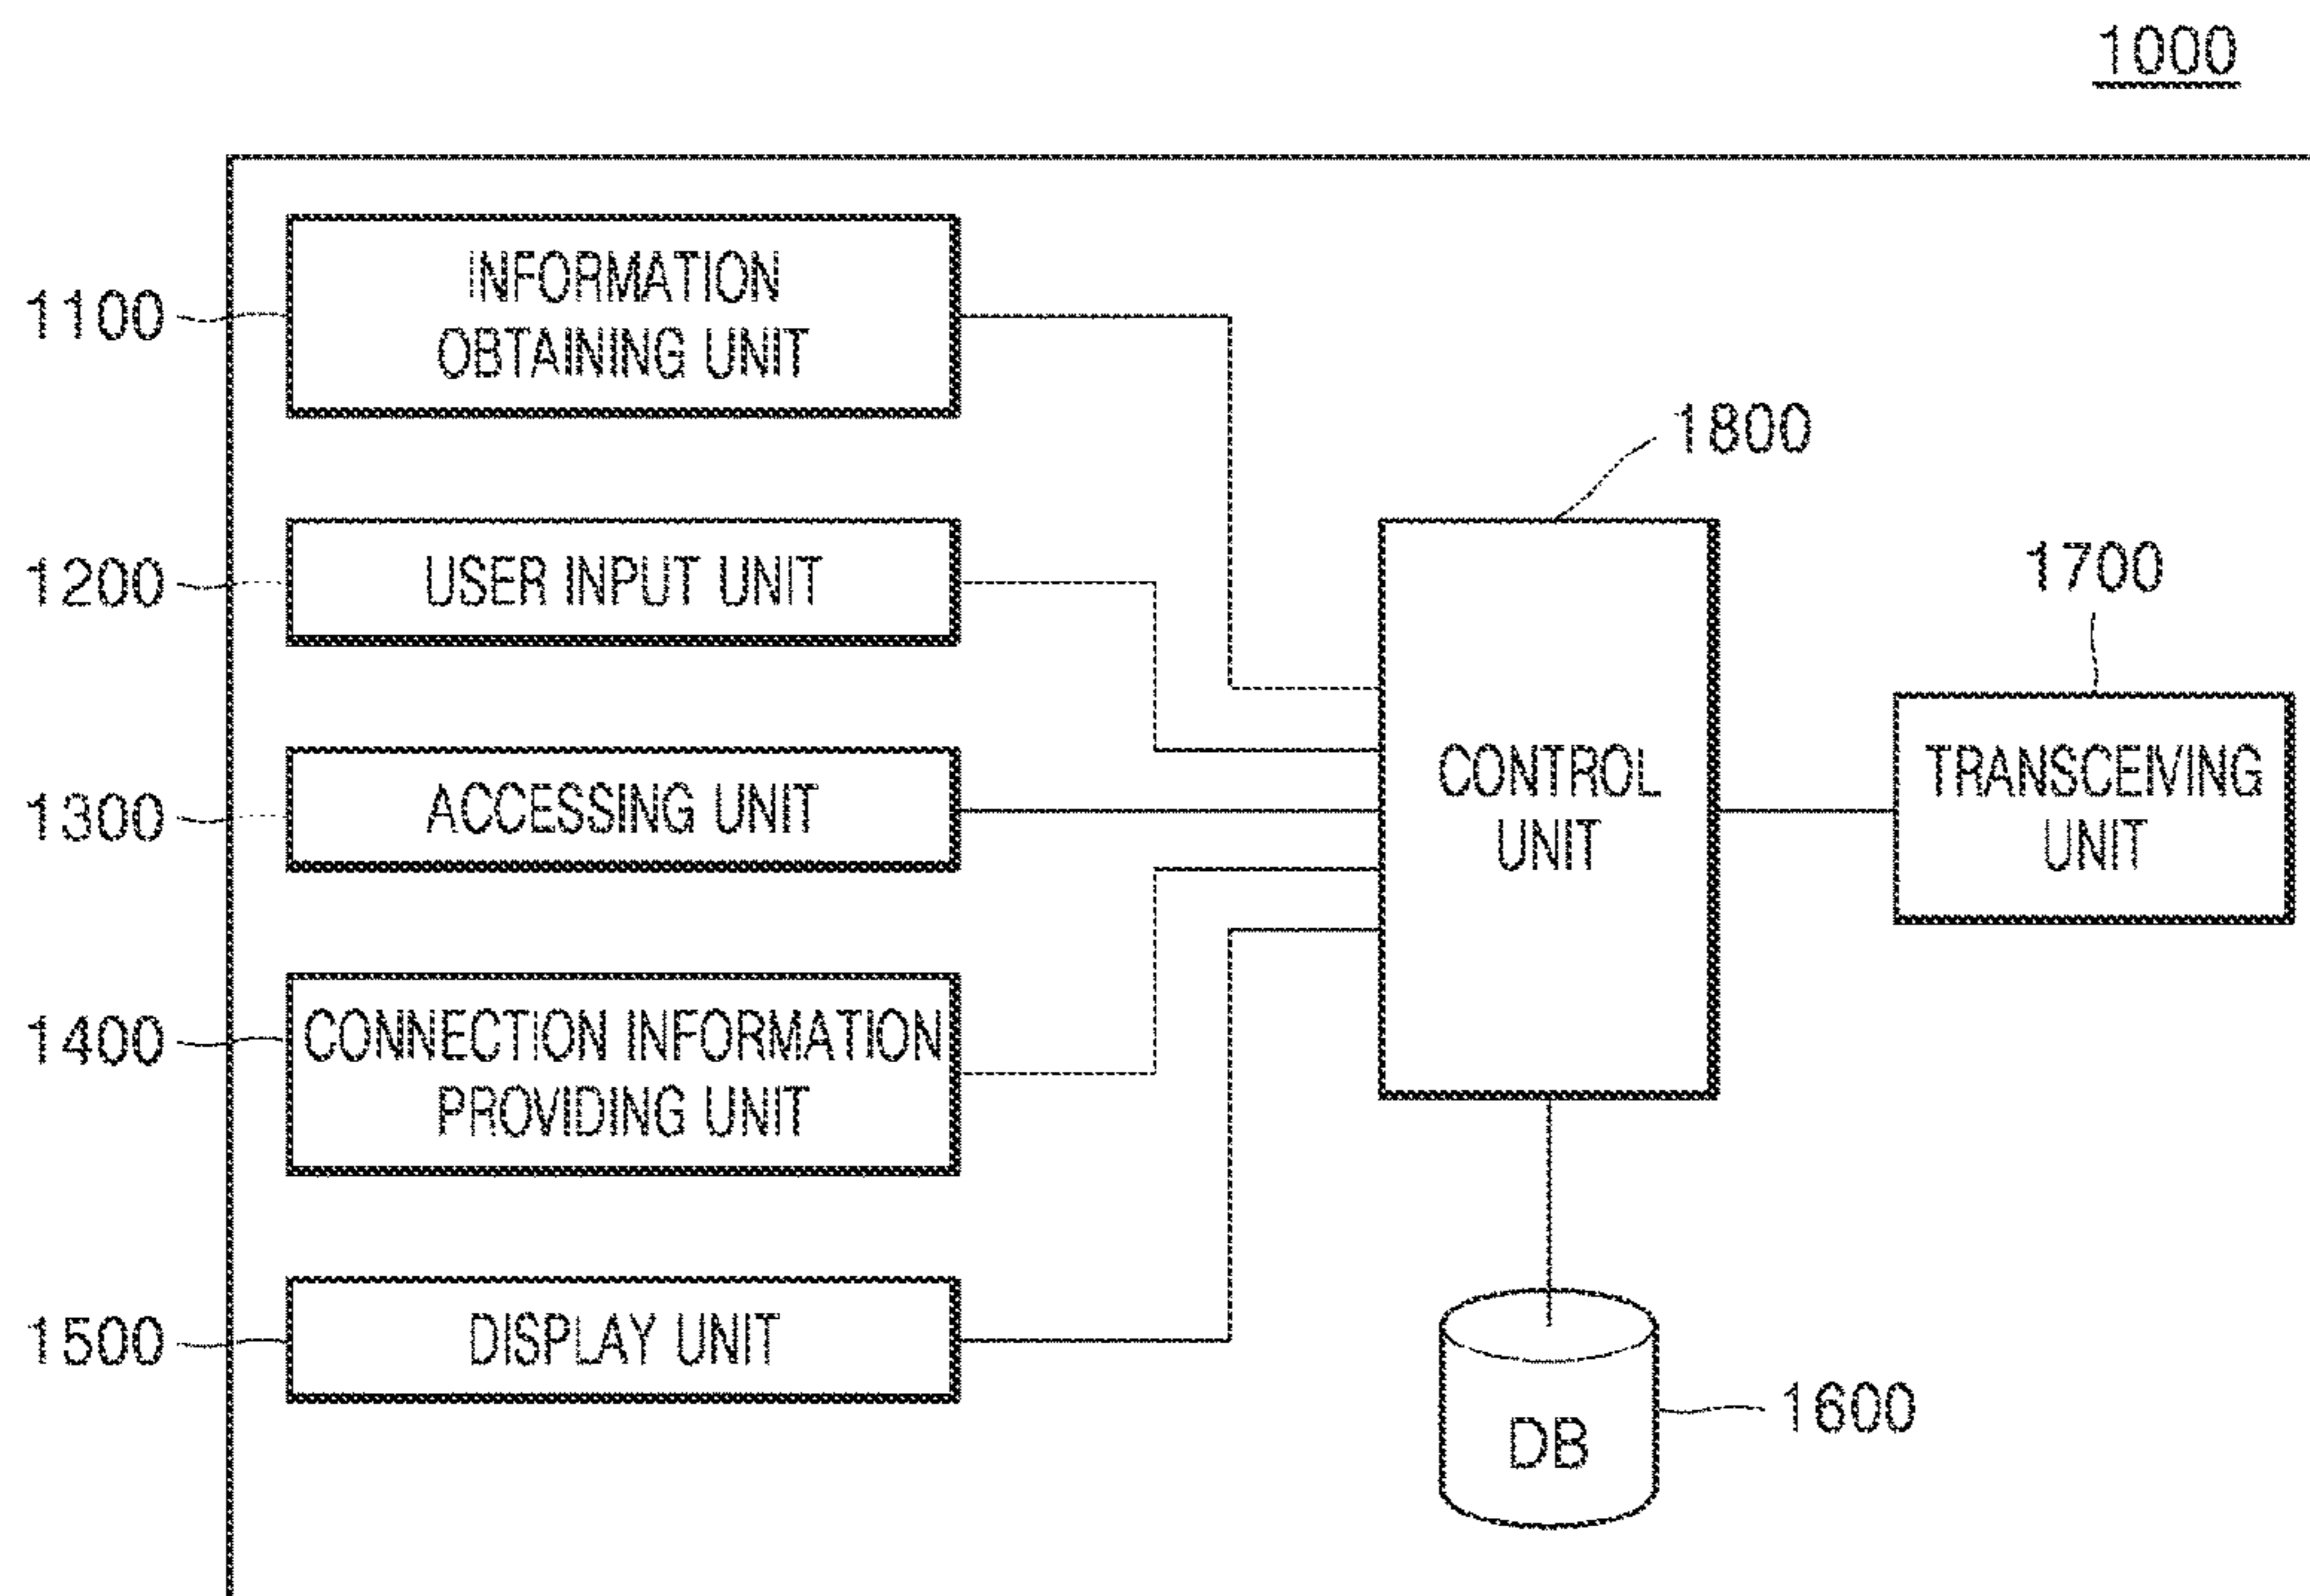 1000
1100
INFORMATION
OBTAINING UNIT
1800
1200
USER INPUT UNIT
1700
1300
ACCESSING UNIT
CONTROL
UNIT
TRANSCEIVING
UNIT
1400
CONNECTION INFORMATION
PROVIDING UNIT
1500
DISPLAY UNIT
DB
1600